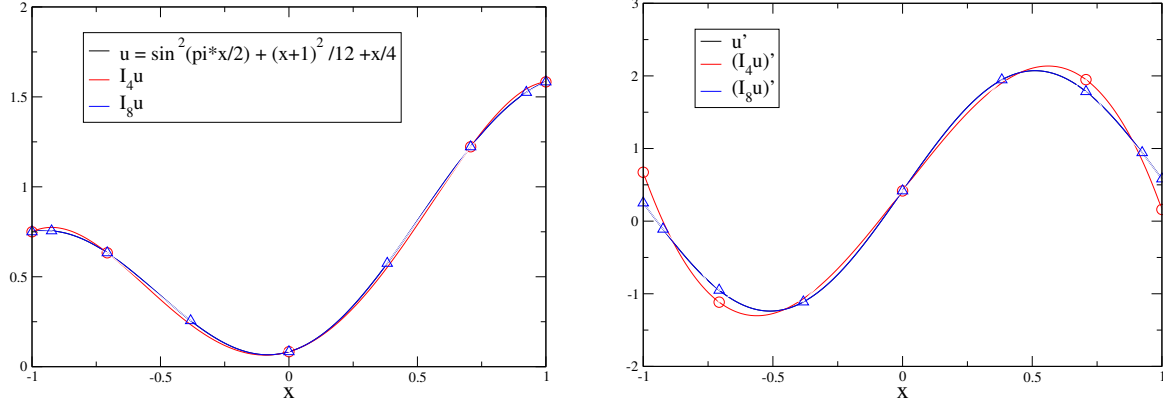 2
1.5
1
0.5
0
u = sin²(pi*x/2) + (x+1)² /12 +x/4
I₄u
I₈u
-1 -0.5 0 0.5 1
x
3
2
1
0
-1
-2
u'
(I₄u)'
(I₈u)'
-1 -0.5 0 0.5 1
x